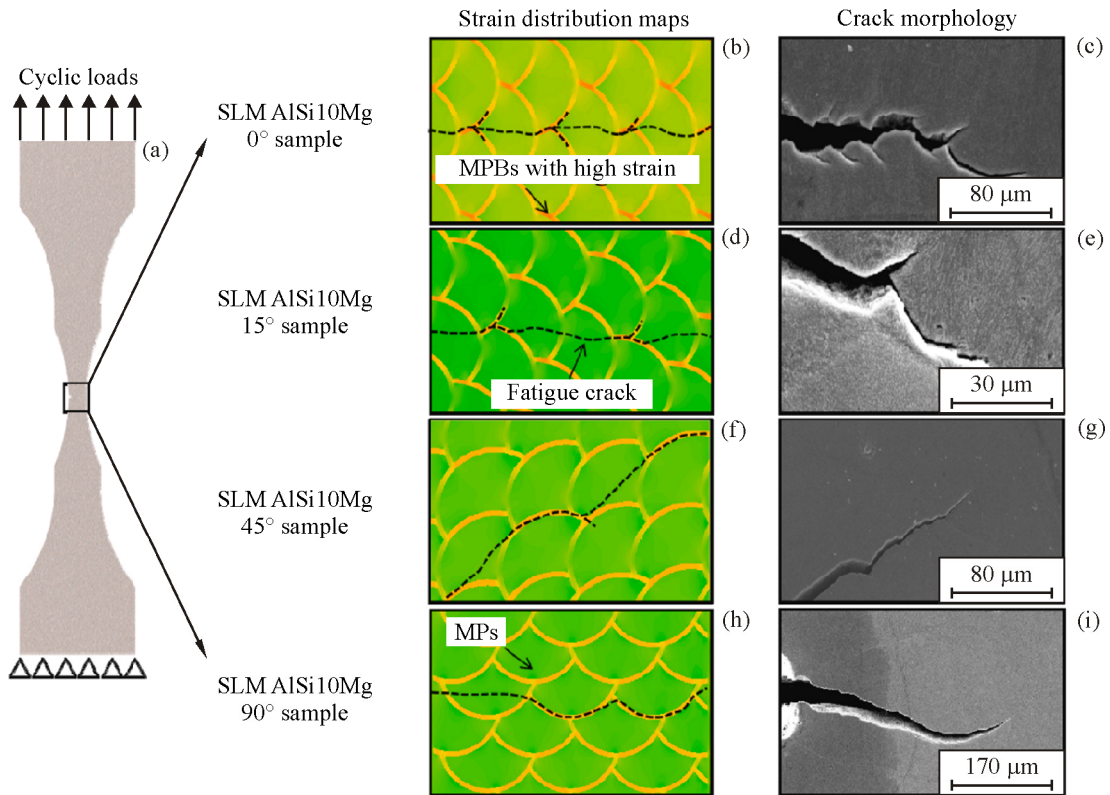 Strain distribution maps
Crack morphology
Cyclic loads
(a)
SLM AlSi10Mg
0° sample
(b)
MPBs with high strain
(c)
80 μm
SLM AlSi10Mg
15° sample
(d)
Fatigue crack
(e)
30 μm
SLM AlSi10Mg
45° sample
(f)
(g)
80 μm
SLM AlSi10Mg
90° sample
(h)
MPs
(i)
170 μm